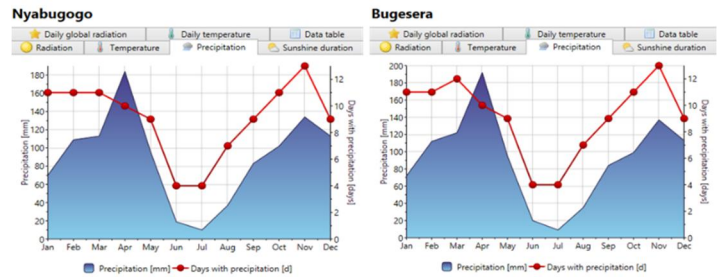 Nyabugogo
Daily global radiation Daily temperature Data table
Radiation Temperature Precipitation Sunshine duration
180
160
140
120
100
80
60
40
20
0
Precipitation [mm]
12
10
8
6
4
2
0
Days with precipitation [days]
Jan Feb Mar Apr May Jun Jul Aug Sep Oct Nov Dec
Precipitation [mm] Days with precipitation [d]
Bugesera
Daily global radiation Daily temperature Data table
Radiation Temperature Precipitation Sunshine duration
200
180
160
140
120
100
80
60
40
20
0
Precipitation [mm]
12
10
8
6
4
2
0
Days with precipitation [days]
Jan Feb Mar Apr May Jun Jul Aug Sep Oct Nov Dec
Precipitation [mm] Days with precipitation [d]